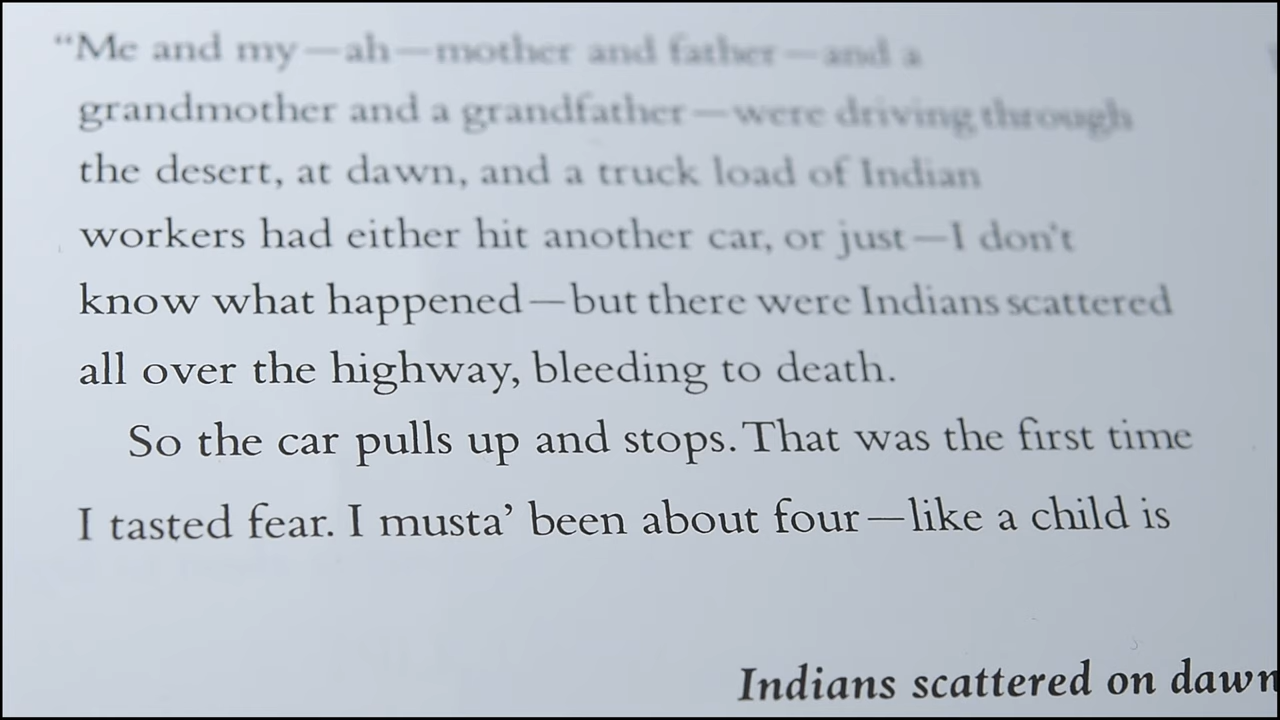 “Me and my—ah—mother and father—and a
grandmother and a grandfather—were driving through
the desert, at dawn, and a truck load of Indian
workers had either hit another car, or just—I don't
know what happened—but there were Indians scattered
all over the highway, bleeding to death.
So the car pulls up and stops. That was the first time
I tasted fear. I musta’ been about four—like a child is
Indians scattered on dawn